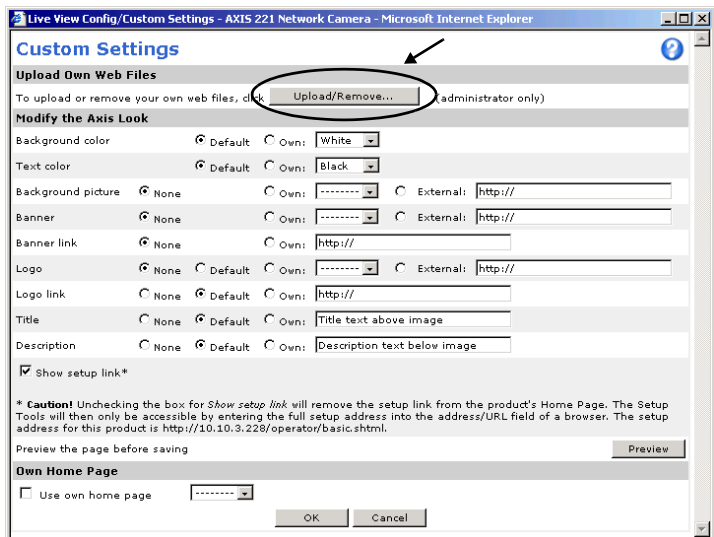 Live View Config/Custom Settings - AXIS 221 Network Camera - Microsoft Internet Explorer
Custom Settings
?
Upload Own Web Files
To upload or remove your own web files, click Upload/Remove... (administrator only)
Modify the Axis Look
Background color Default Own: White
Text color Default Own: Black
Background picture None Own: -------- External: http://
Banner None Own: -------- External: http://
Banner link None Own: http://
Logo None Default Own: -------- External: http://
Logo link None Default Own: http://
Title None Default Own: Title text above image
Description None Default Own: Description text below image
Show setup link*
* Caution! Unchecking the box for Show setup link will remove the setup link from the product's Home Page. The Setup
Tools will then only be accessible by entering the full setup address into the address/URL field of a browser. The setup
address for this product is http://10.10.3.228/operator/basic.shtml.
Preview the page before saving Preview
Own Home Page
Use own home page --------
OK Cancel